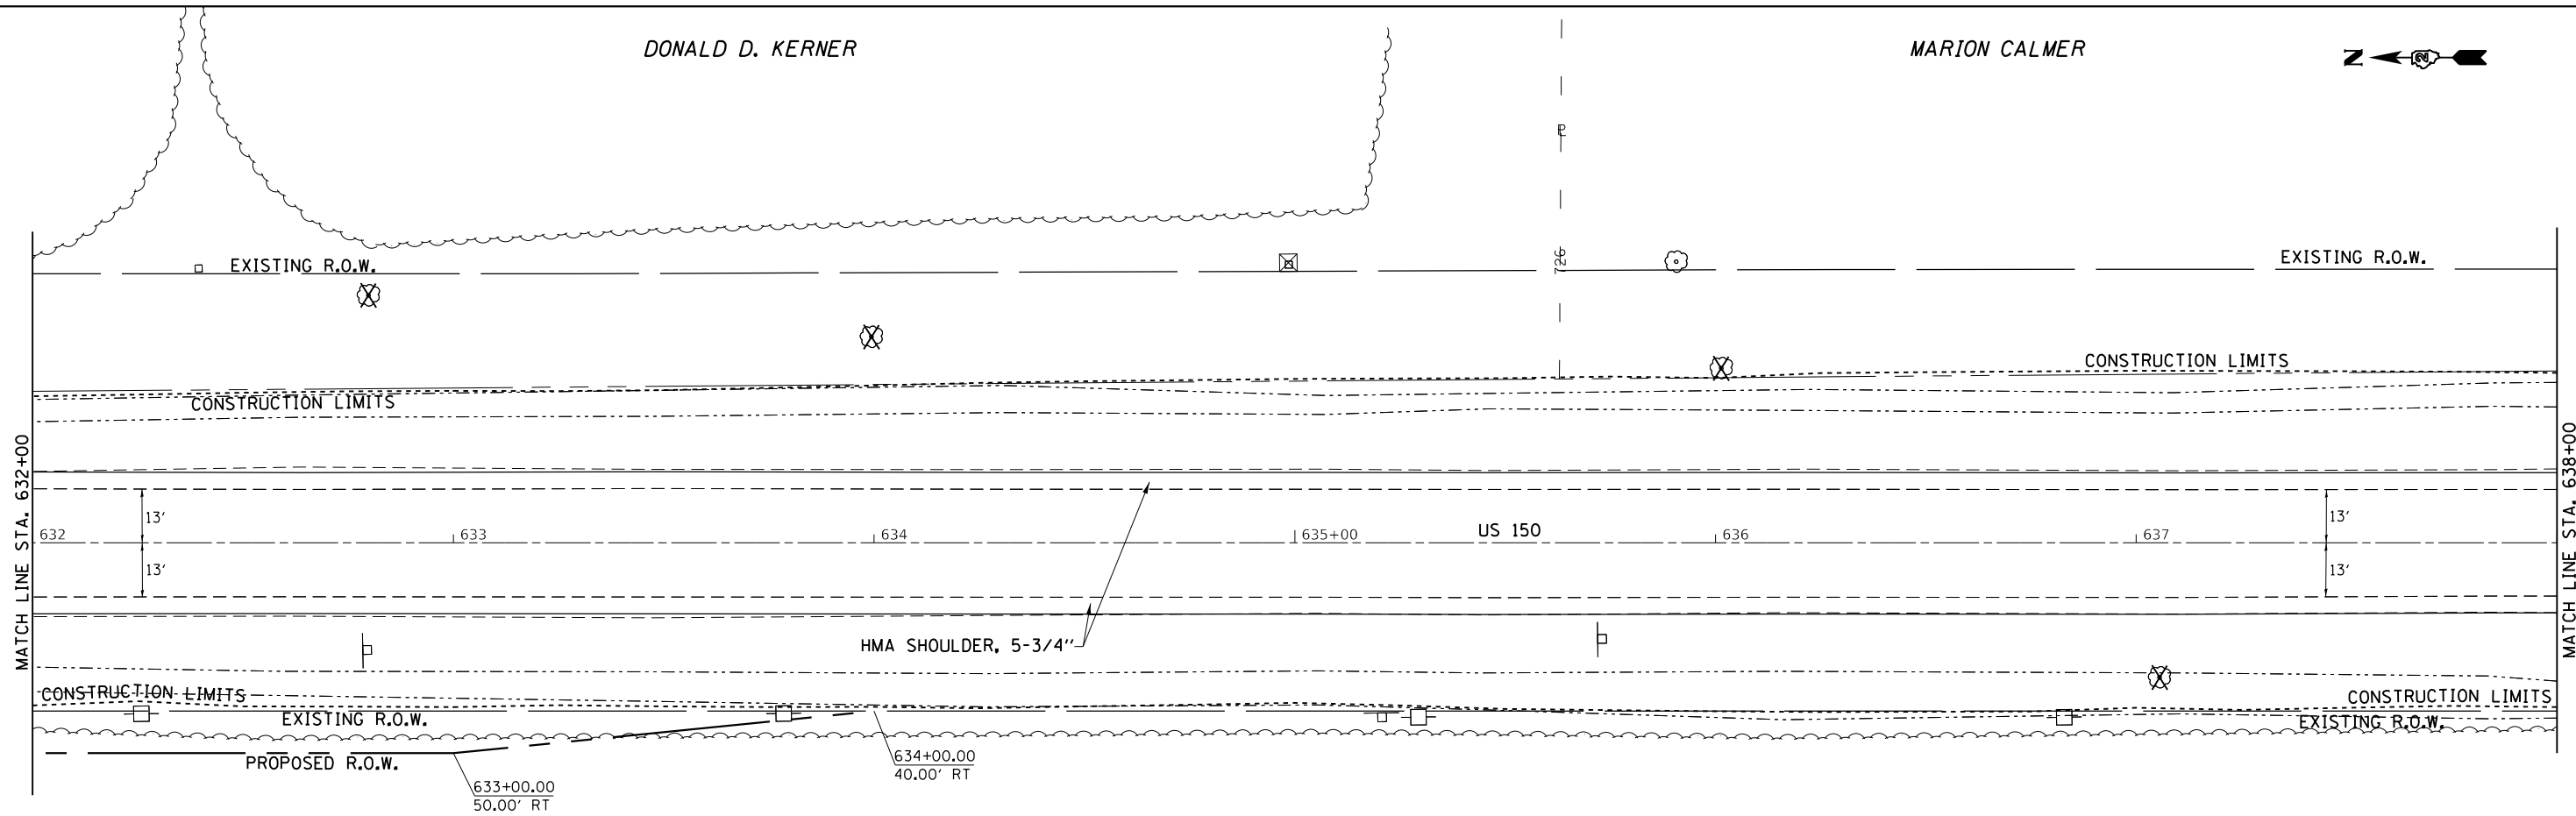 DONALD D. KERNER
MARION CALMER
N
2
P
EXISTING R.O.W.
726
EXISTING R.O.W.
CONSTRUCTION LIMITS
CONSTRUCTION LIMITS
MATCH LINE STA. 632+00
MATCH LINE STA. 638+00
13'
13'
632
633
634
635+00
US 150
636
637
13'
13'
HMA SHOULDER, 5-3/4''
CONSTRUCTION LIMITS
CONSTRUCTION LIMITS
EXISTING R.O.W.
EXISTING R.O.W.
PROPOSED R.O.W.
634+00.00
40.00' RT
633+00.00
50.00' RT